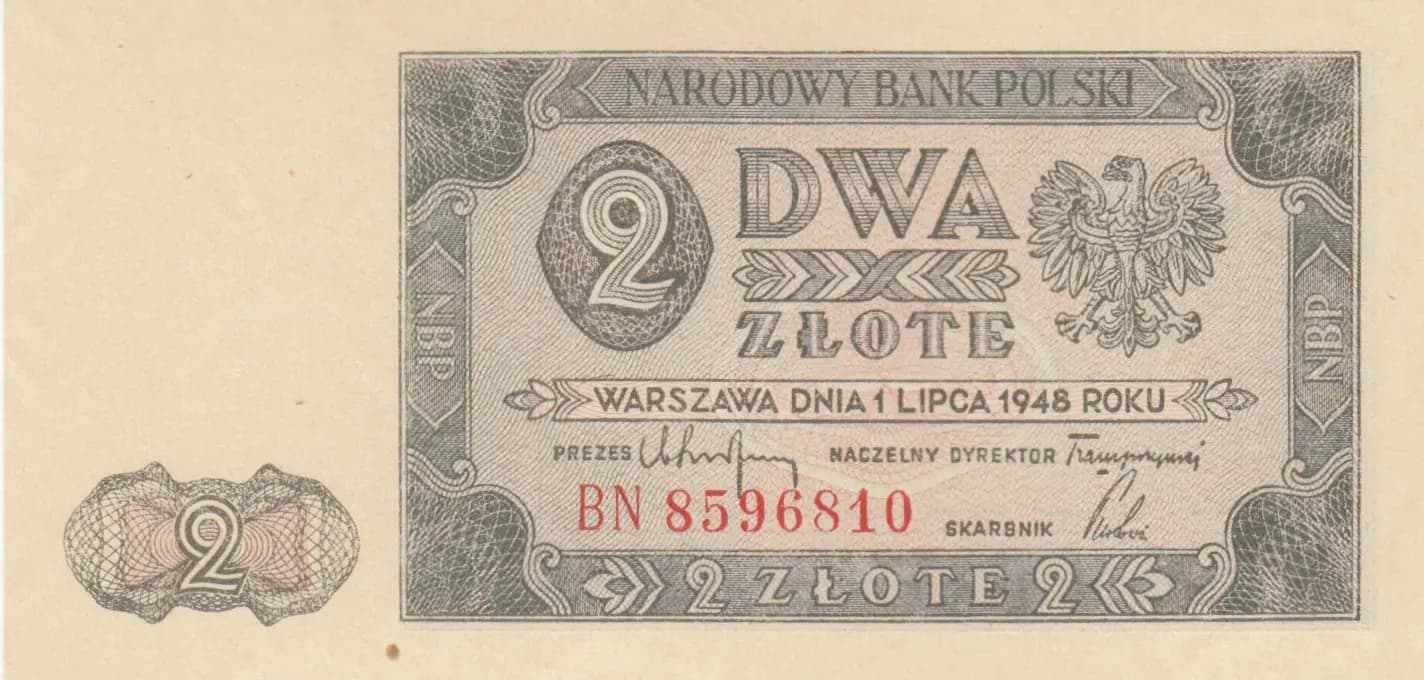 NARODOWY BANK POLSKI
2
DWA
ZŁOTE
NBP
NBP
WARSZAWA DNIA 1 LIPCA 1948 ROKU
PREZES NACZELNY DYREKTOR
BN 8596810
SKARBNIK
2
2 ZŁOTE 2